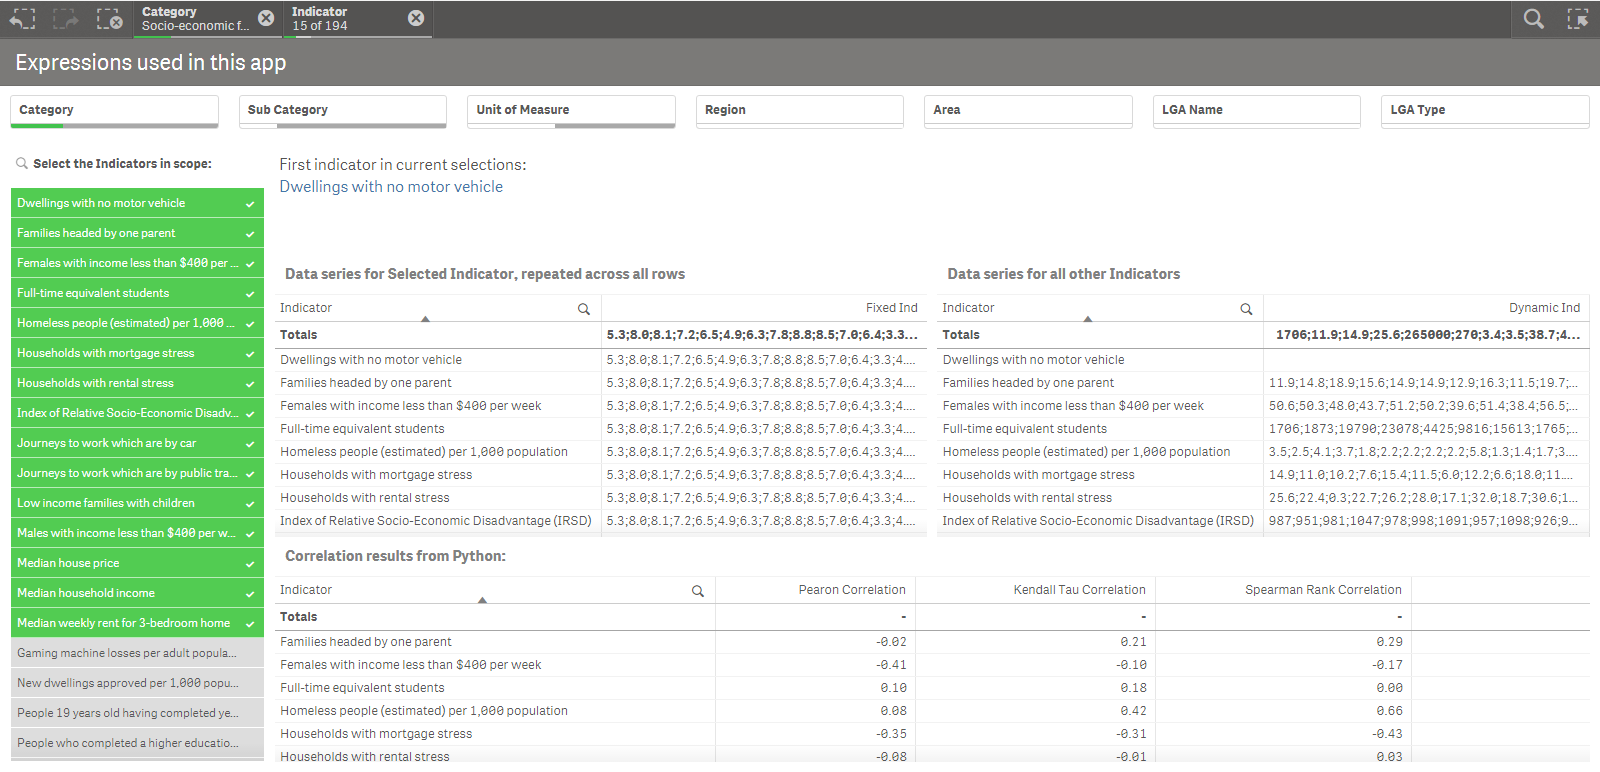 Category
Socio-economic f...
Indicator
15 of 194
Expressions used in this app
Category
Sub Category
Unit of Measure
Region
Area
LGA Name
LGA Type
Select the Indicators in scope:
Dwellings with no motor vehicle
Families headed by one parent
Females with income less than $400 per ...
Full-time equivalent students
Homeless people (estimated) per 1,000 ...
Households with mortgage stress
Households with rental stress
Index of Relative Socio-Economic Disadv...
Journeys to work which are by car
Journeys to work which are by public tra...
Low income families with children
Males with income less than $400 per w...
Median house price
Median household income
Median weekly rent for 3-bedroom home
Gaming machine losses per adult popula...
New dwellings approved per 1,000 popu...
People 19 years old having completed ye...
People who completed a higher educatio...
First indicator in current selections:
Dwellings with no motor vehicle
Data series for Selected Indicator, repeated across all rows
Indicator Fixed Ind
Totals 5.3;8.0;8.1;7.2;6.5;4.9;6.3;7.8;8.8;8.5;7.0;6.4;3.3...
Dwellings with no motor vehicle 5.3;8.0;8.1;7.2;6.5;4.9;6.3;7.8;8.8;8.5;7.0;6.4;3.3;4....
Families headed by one parent 5.3;8.0;8.1;7.2;6.5;4.9;6.3;7.8;8.8;8.5;7.0;6.4;3.3;4....
Females with income less than $400 per week 5.3;8.0;8.1;7.2;6.5;4.9;6.3;7.8;8.8;8.5;7.0;6.4;3.3;4....
Full-time equivalent students 5.3;8.0;8.1;7.2;6.5;4.9;6.3;7.8;8.8;8.5;7.0;6.4;3.3;4....
Homeless people (estimated) per 1,000 population 5.3;8.0;8.1;7.2;6.5;4.9;6.3;7.8;8.8;8.5;7.0;6.4;3.3;4....
Households with mortgage stress 5.3;8.0;8.1;7.2;6.5;4.9;6.3;7.8;8.8;8.5;7.0;6.4;3.3;4....
Households with rental stress 5.3;8.0;8.1;7.2;6.5;4.9;6.3;7.8;8.8;8.5;7.0;6.4;3.3;4....
Index of Relative Socio-Economic Disadvantage (IRSD) 5.3;8.0;8.1;7.2;6.5;4.9;6.3;7.8;8.8;8.5;7.0;6.4;3.3;4....
Data series for all other Indicators
Indicator Dynamic Ind
Totals 1706;11.9;14.9;25.6;265000;270;3.4;3.5;38.7;4...
Dwellings with no motor vehicle
Families headed by one parent 11.9;14.8;18.9;15.6;14.9;14.9;12.9;16.3;11.5;19.7;...
Females with income less than $400 per week 50.6;50.3;48.0;43.7;51.2;50.2;39.6;51.4;38.4;56.5;...
Full-time equivalent students 1706;1873;19790;23078;4425;9816;15613;1765;...
Homeless people (estimated) per 1,000 population 3.5;2.5;4.1;3.7;1.8;2.2;2.2;2.2;2.2;5.8;1.3;1.4;1.7;3....
Households with mortgage stress 14.9;11.0;10.2;7.6;15.4;11.5;6.0;12.2;6.6;18.0;11....
Households with rental stress 25.6;22.4;0.3;22.7;26.2;28.0;17.1;32.0;18.7;30.6;1...
Index of Relative Socio-Economic Disadvantage (IRSD) 987;951;981;1047;978;998;1091;957;1098;926;9...
Correlation results from Python:
Indicator Pearon Correlation Kendall Tau Correlation Spearman Rank Correlation
Totals - - -
Families headed by one parent -0.02 0.21 0.29
Females with income less than $400 per week -0.41 -0.10 -0.17
Full-time equivalent students 0.10 0.18 0.00
Homeless people (estimated) per 1,000 population 0.08 0.42 0.66
Households with mortgage stress -0.35 -0.31 -0.43
Households with rental stress -0.08 -0.01 0.03